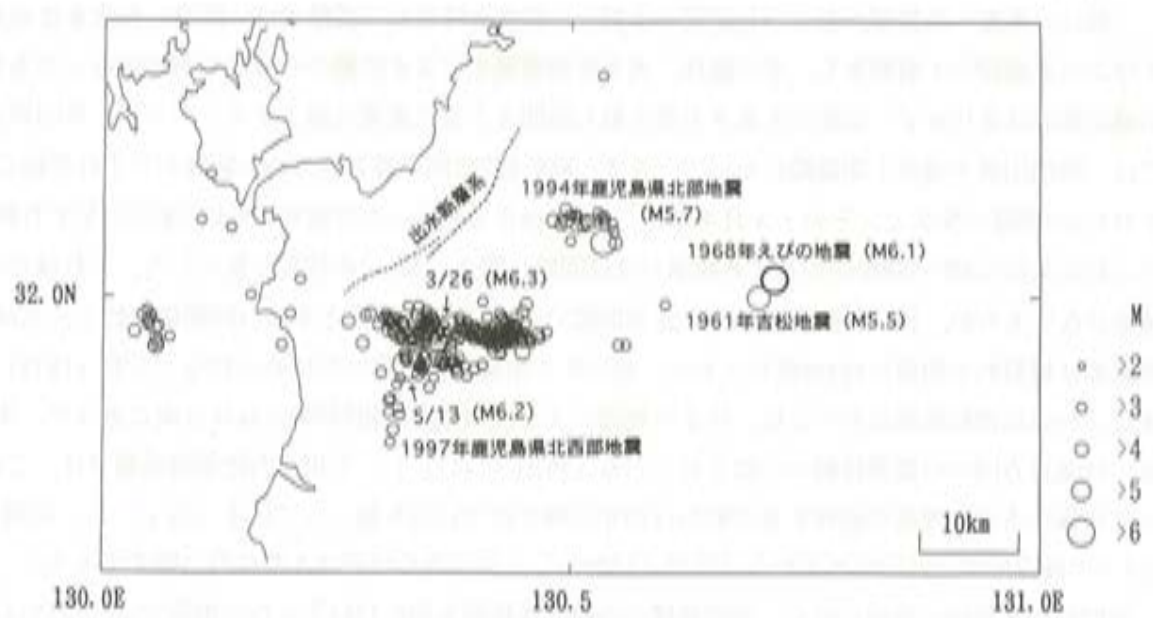 出水断層系
1994年鹿児島県北部地震
(M5.7)
1968年えびの地震 (M6.1)
3/26 (M6.3)
32.0N
1961年吉松地震 (M5.5)
M
>2
>3
>4
>5
>6
5/13 (M6.2)
1997年鹿児島県北西部地震
10km
130.0E
130.5
131.0E